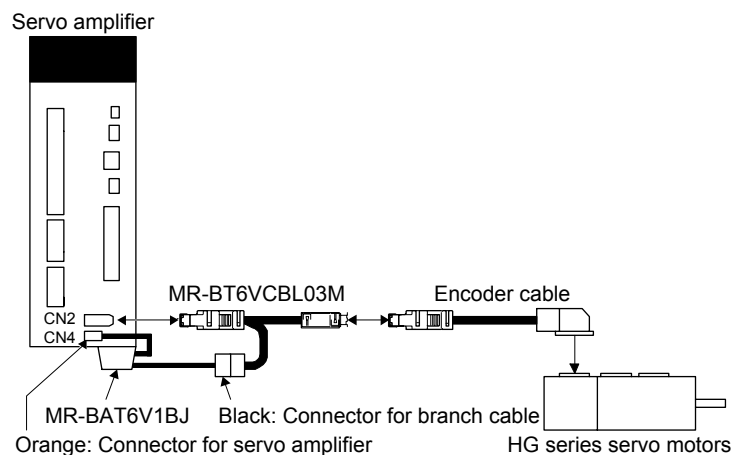 Servo amplifier
CN2
CN4
MR-BT6VCBL03M
Encoder cable
MR-BAT6V1BJ
Black: Connector for branch cable
Orange: Connector for servo amplifier
HG series servo motors